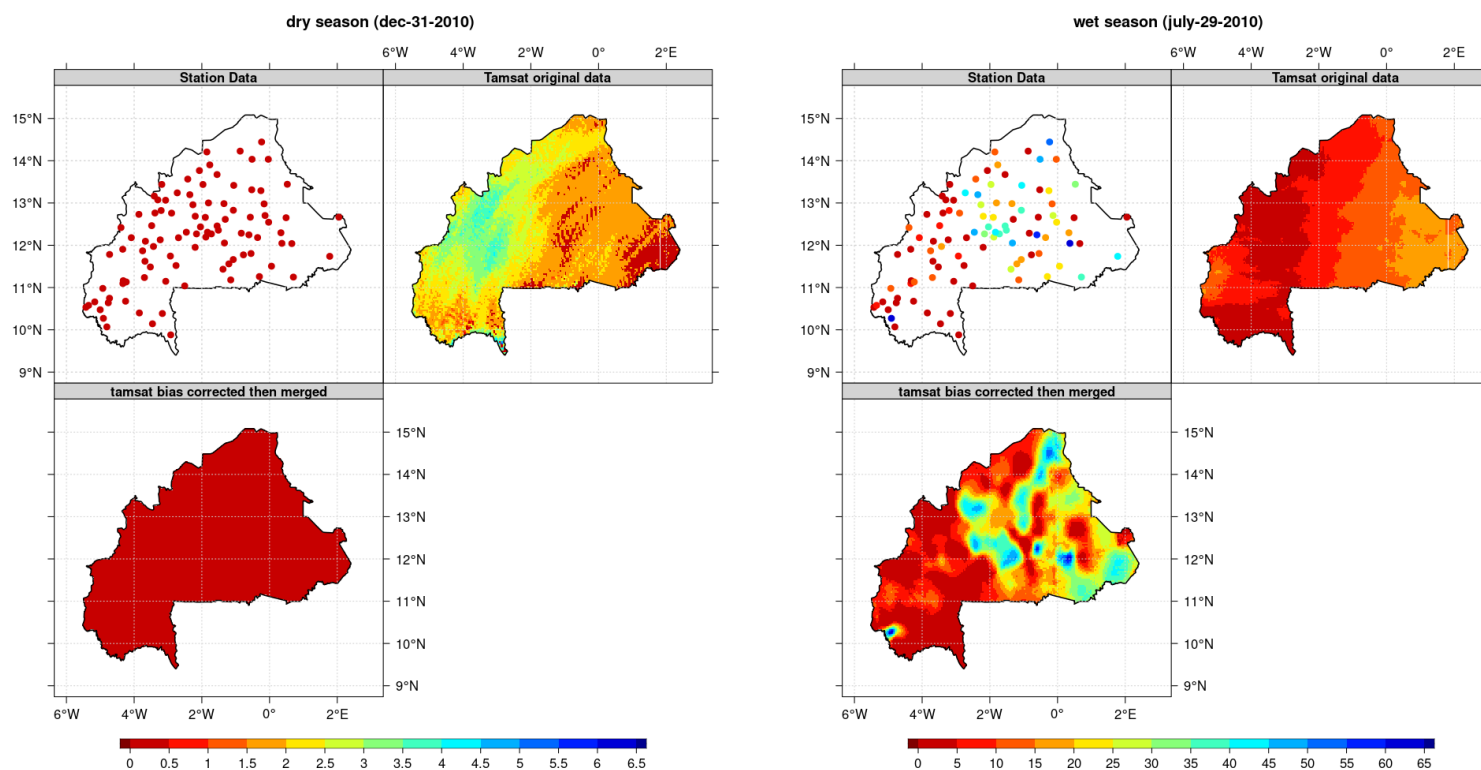 dry season (dec-31-2010)
wet season (july-29-2010)
6°W 4°W 2°W 0° 2°E
6°W 4°W 2°W 0° 2°E
Station Data
Tamsat original data
Station Data
Tamsat original data
15°N
14°N
13°N
12°N
11°N
10°N
9°N
15°N
14°N
13°N
12°N
11°N
10°N
9°N
tamsat bias corrected then merged
tamsat bias corrected then merged
15°N
14°N
13°N
12°N
11°N
10°N
9°N
15°N
14°N
13°N
12°N
11°N
10°N
9°N
6°W 4°W 2°W 0° 2°E
6°W 4°W 2°W 0° 2°E
0 0.5 1 1.5 2 2.5 3 3.5 4 4.5 5 5.5 6 6.5
0 5 10 15 20 25 30 35 40 45 50 55 60 65